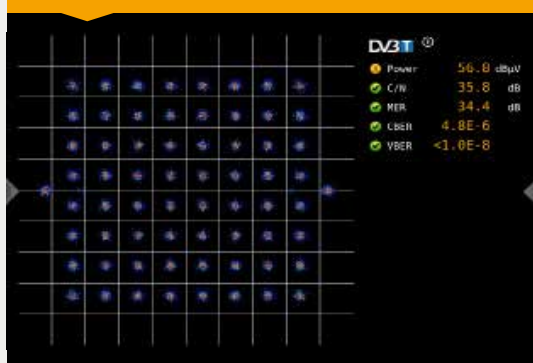 DVB T
Power 56.8 dBµV
C/N 35.8 dB
MER 34.4 dB
CBER 4.8E-6
VBER <1.0E-8